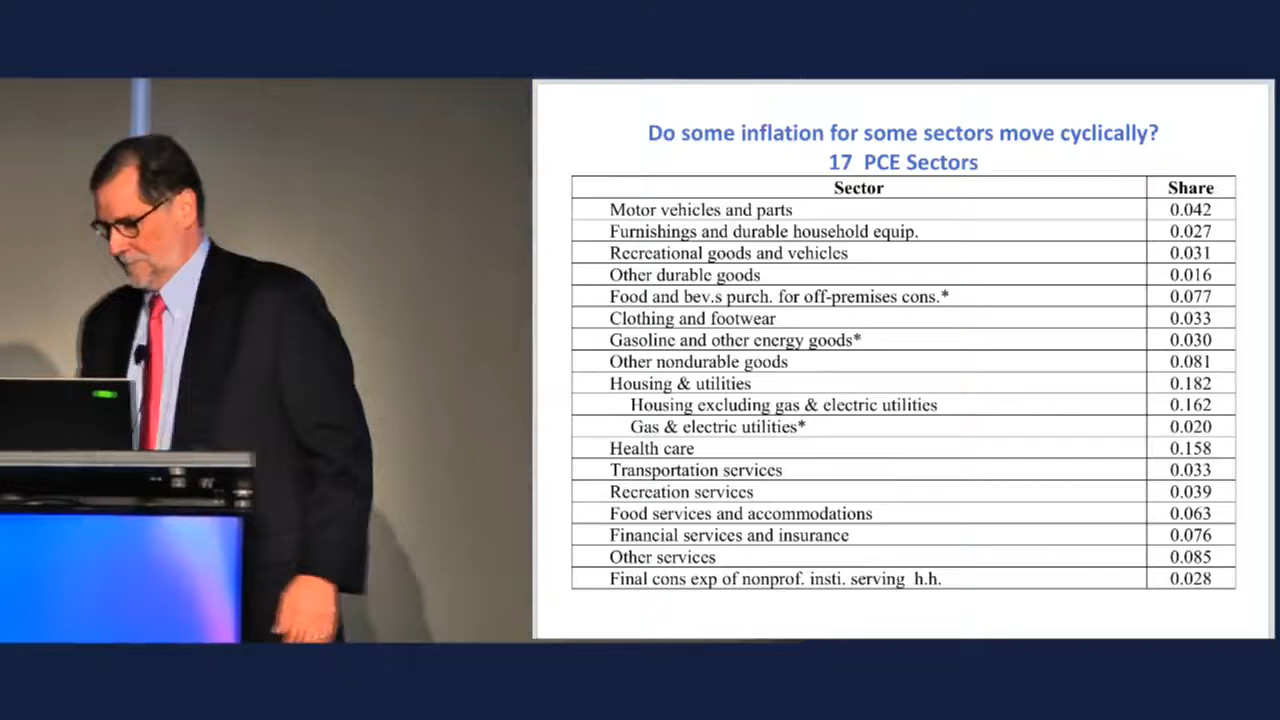 Do some inflation for some sectors move cyclically?
17 PCE Sectors
Sector Share
Motor vehicles and parts 0.042
Furnishings and durable household equip. 0.027
Recreational goods and vehicles 0.031
Other durable goods 0.016
Food and bev.s purch. for off-premises cons.* 0.077
Clothing and footwear 0.033
Gasoline and other energy goods* 0.030
Other nondurable goods 0.081
Housing & utilities 0.182
Housing excluding gas & electric utilities 0.162
Gas & electric utilities* 0.020
Health care 0.158
Transportation services 0.033
Recreation services 0.039
Food services and accommodations 0.063
Financial services and insurance 0.076
Other services 0.085
Final cons exp of nonprof. insti. serving h.h. 0.028